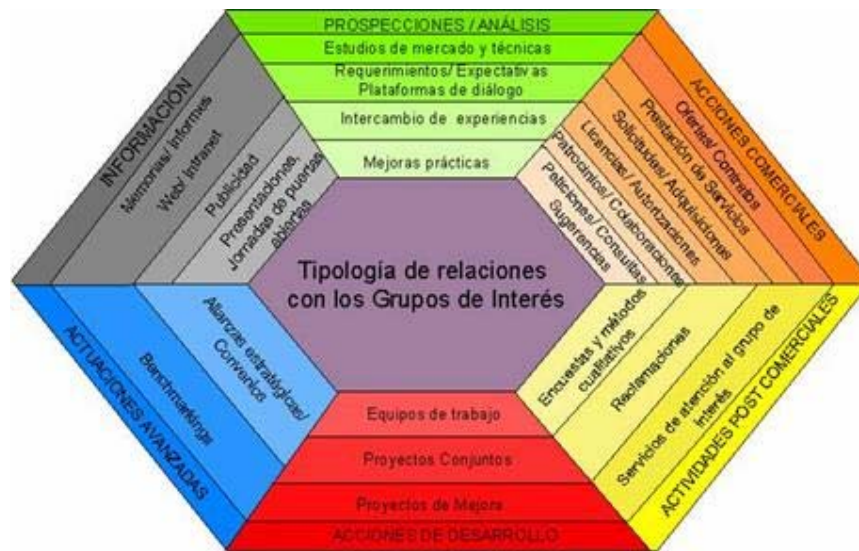 PROSPECCIONES / ANÁLISIS
Estudios de mercado y técnicas
Requerimientos/ Expectativas
Plataformas de diálogo
Intercambio de experiencias
Mejoras prácticas
ACCIONES COMERCIALES
Ofertas/ Contratos
Prestación de Servicios
Solicitudes/ Adquisiciones
Licencias/ Autorizaciones
Patrocinios/ Colaboraciones
Peticiones/ Consultas
Sugerencias
INFORMACIÓN
Memorias/ Informes
Web/ Intranet
Publicidad
Presentaciones,
Jornadas de puertas
abiertas
Tipología de relaciones
con los Grupos de Interés
ACTUACIONES AVANZADAS
Benchmarkings
Alianzas estratégicas/
Convenios
Equipos de trabajo
Proyectos Conjuntos
Proyectos de Mejora
ACCIONES DE DESARROLLO
Encuestas y métodos
cualitativos
Reclamaciones
Servicios de atención al grupo de
interés
ACTIVIDADES POST COMERCIALES